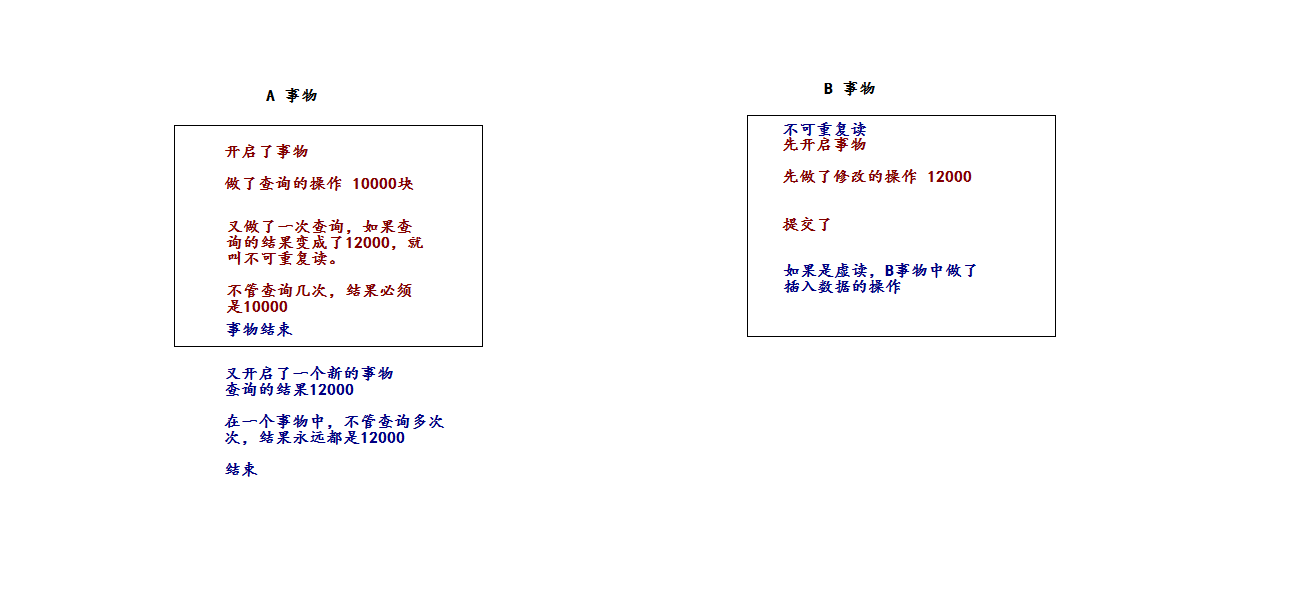 A 事物
开启了事物
做了查询的操作 10000块
又做了一次查询，如果查
询的结果变成了12000，就
叫不可重复读。
不管查询几次，结果必须
是10000
事物结束
又开启了一个新的事物
查询的结果12000
在一个事物中，不管查询多次
次，结果永远都是12000
结束
B 事物
不可重复读
先开启事物
先做了修改的操作 12000
提交了
如果是虚读，B事物中做了
插入数据的操作